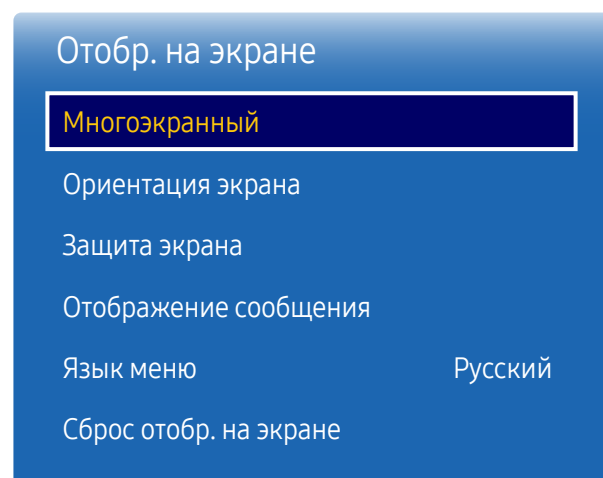 Отобр. на экране
Многоэкранный
Ориентация экрана
Защита экрана
Отображение сообщения
Язык меню Русский
Сброс отобр. на экране